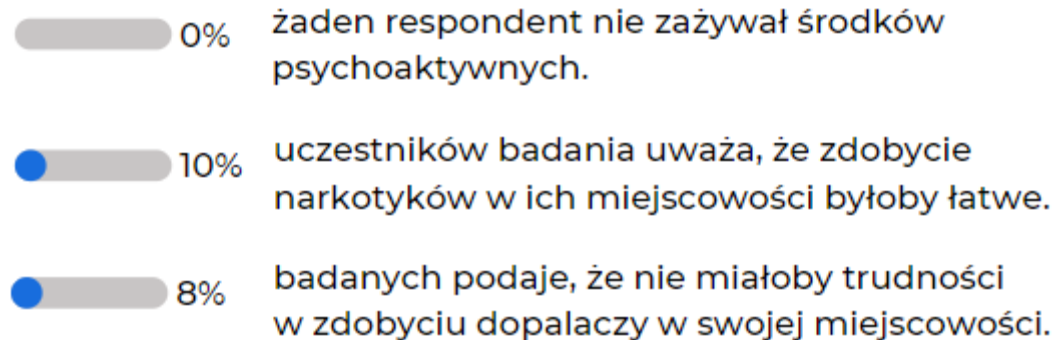 0% żaden respondent nie zażywał środków
psychoaktywnych.
10% uczestników badania uważa, że zdobycie
narkotyków w ich miejscowości byłoby łatwe.
8% badanych podaje, że nie miałoby trudności
w zdobyciu dopalaczy w swojej miejscowości.